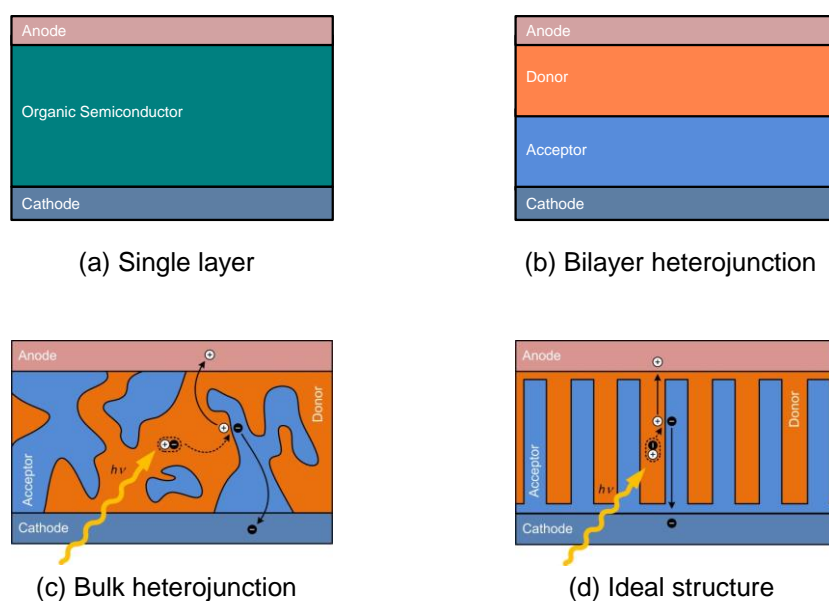 Anode
Organic Semiconductor
Cathode
(a) Single layer
Anode
Donor
Acceptor
Cathode
(b) Bilayer heterojunction
Anode
Acceptor
hν
Donor
Cathode
(c) Bulk heterojunction
Anode
Acceptor
hν
Donor
Cathode
(d) Ideal structure